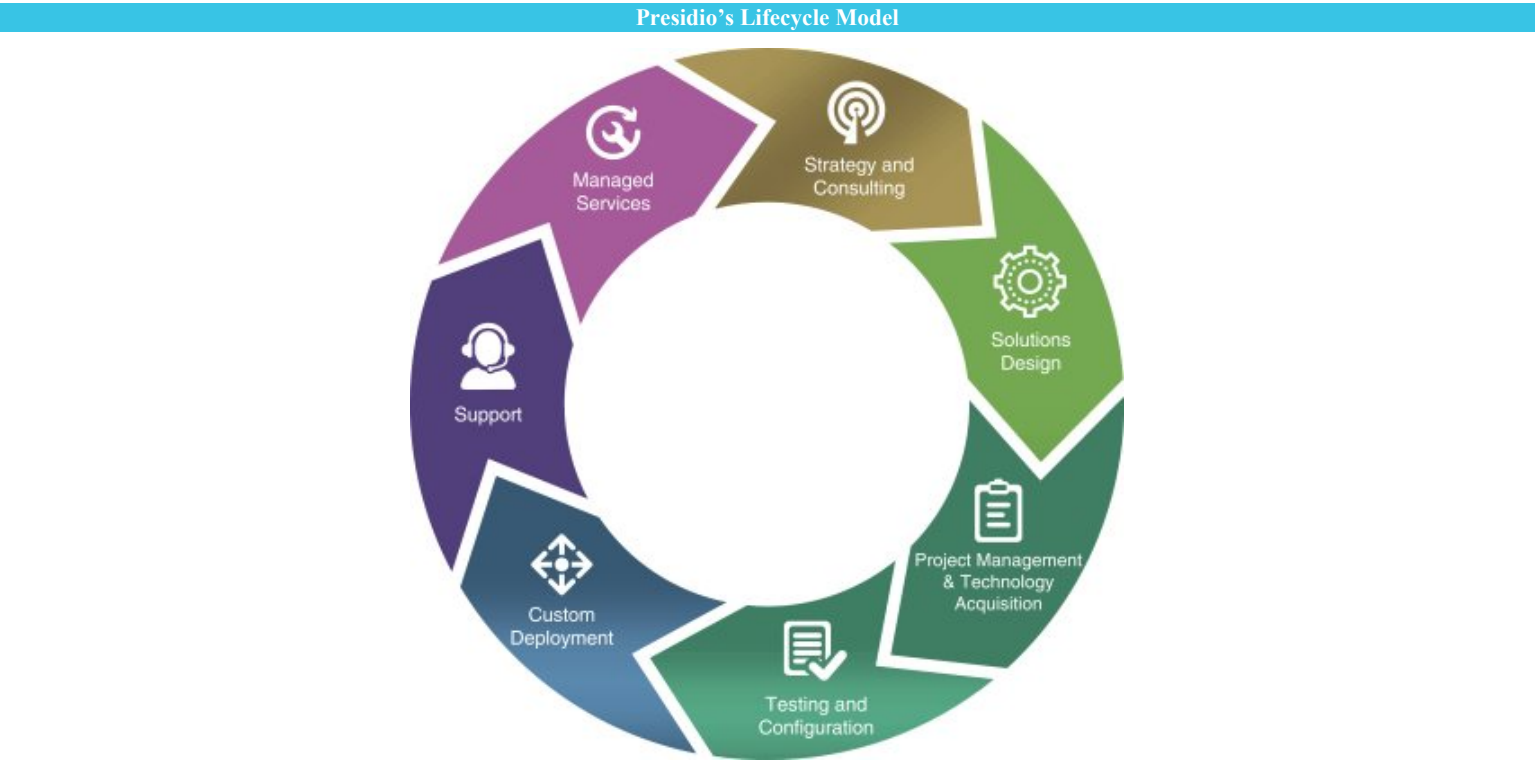 Presidio’s Lifecycle Model
Strategy and
Consulting
Solutions
Design
Project Management
& Technology
Acquisition
Testing and
Configuration
Custom
Deployment
Support
Managed
Services